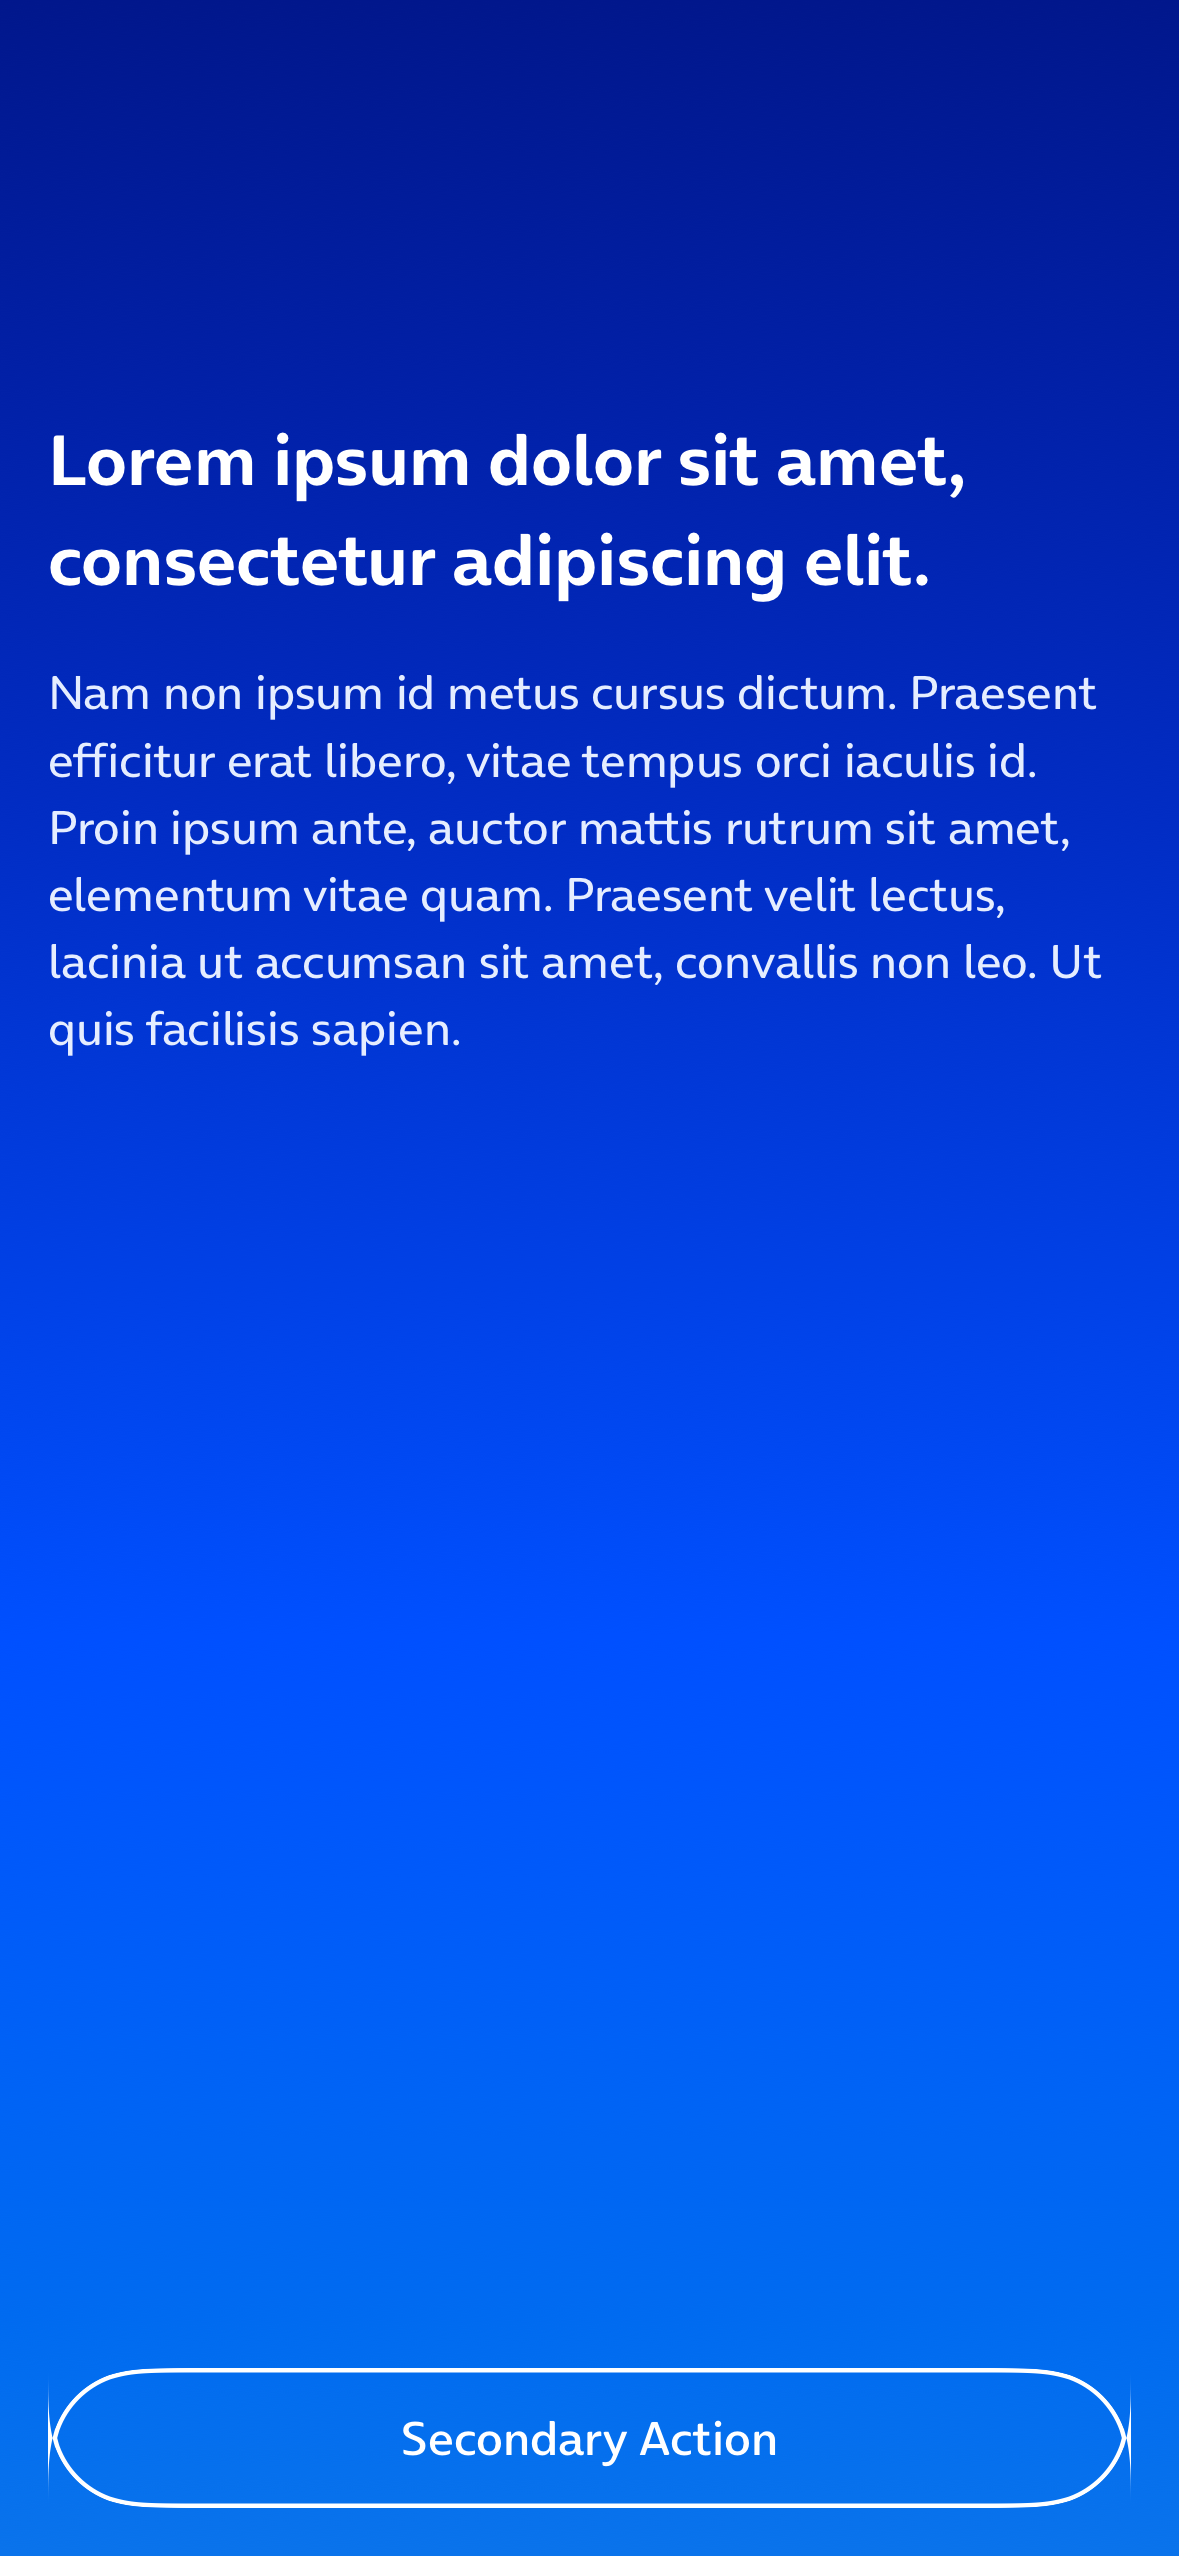 Lorem ipsum dolor sit amet,
consectetur adipiscing elit.
Nam non ipsum id metus cursus dictum. Praesent
efficitur erat libero, vitae tempus orci iaculis id.
Proin ipsum ante, auctor mattis rutrum sit amet,
elementum vitae quam. Praesent velit lectus,
lacinia ut accumsan sit amet, convallis non leo. Ut
quis facilisis sapien.
Secondary Action